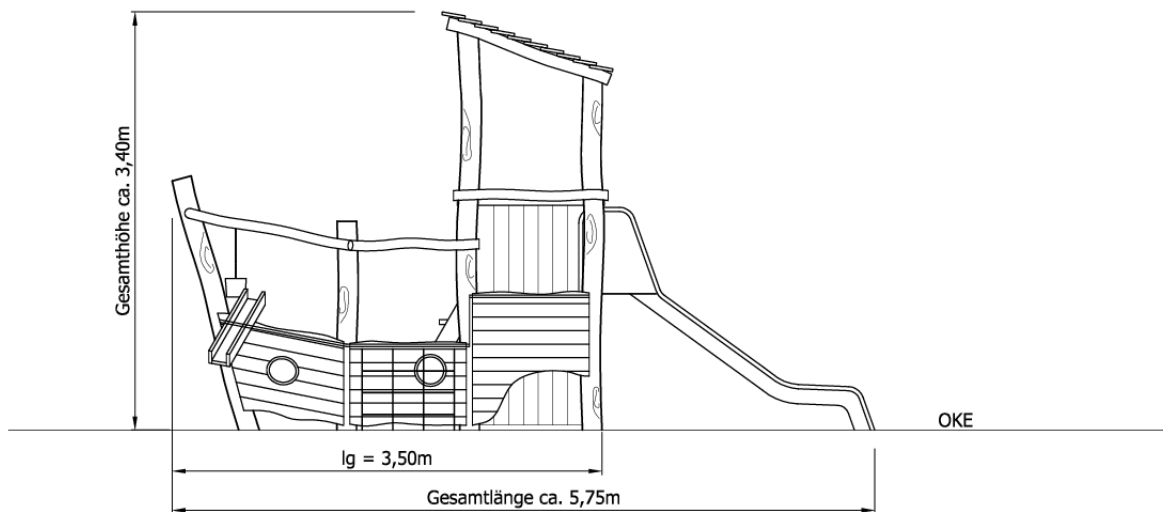 Gesamthöhe ca. 3,40m
OKE
lg = 3,50m
Gesamtlänge ca. 5,75m